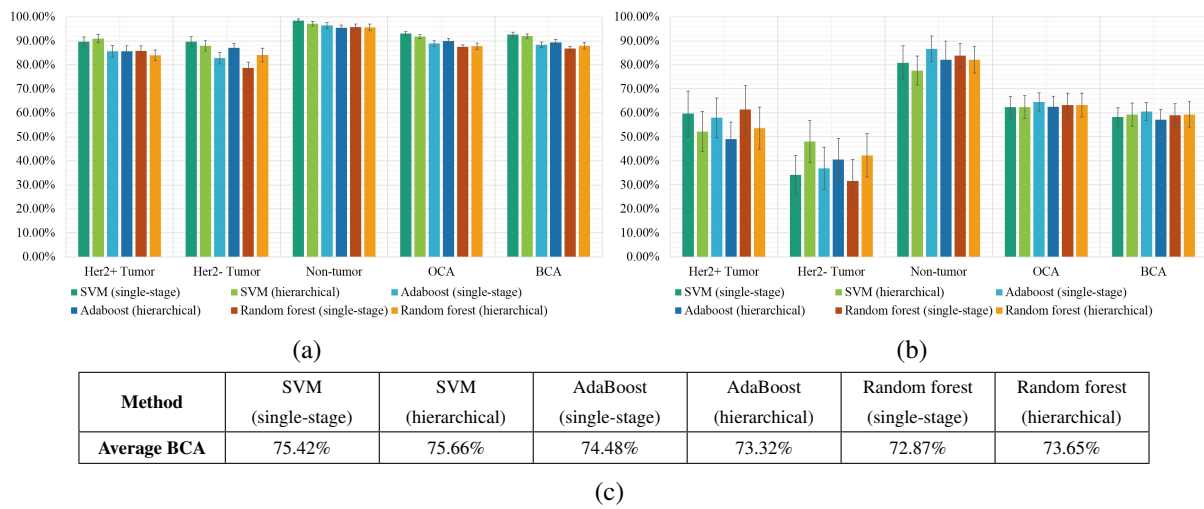 100.00%
90.00%
80.00%
70.00%
60.00%
50.00%
40.00%
30.00%
20.00%
10.00%
0.00%
Her2+ Tumor Her2- Tumor Non-tumor OCA BCA
SVM (single-stage) SVM (hierarchical) Adaboost (single-stage)
Adaboost (hierarchical) Random forest (single-stage) Random forest (hierarchical)
(a)
100.00%
90.00%
80.00%
70.00%
60.00%
50.00%
40.00%
30.00%
20.00%
10.00%
0.00%
Her2+ Tumor Her2- Tumor Non-tumor OCA BCA
SVM (single-stage) SVM (hierarchical) Adaboost (single-stage)
Adaboost (hierarchical) Random forest (single-stage) Random forest (hierarchical)
(b)
Method SVM SVM AdaBoost AdaBoost Random forest Random forest
(single-stage) (hierarchical) (single-stage) (hierarchical) (single-stage) (hierarchical)
Average BCA 75.42% 75.66% 74.48% 73.32% 72.87% 73.65%
(c)